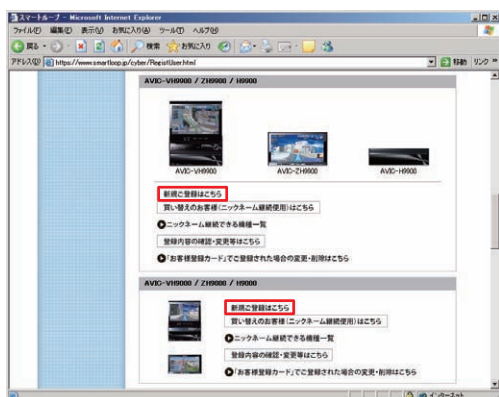 スマートループ - Microsoft Internet Explorer
ファイル(F) 編集(E) 表示(V) お気に入り(A) ツール(T) ヘルプ(H)
戻る 検索 お気に入り
アドレス(D) https://www.smartloop.jp/cyber/RegistUser.html 移動 リンク »
AVIC-VH9900 / ZH9900 / H9900
AVIC-VH9900 AVIC-ZH9900 AVIC-H9900
新規ご登録はこちら
買い替えのお客様(ニックネーム継続使用)はこちら
ニックネーム継続できる機種一覧
登録内容の確認・変更等はこちら
「お客様登録カード」でご登録された場合の変更・削除はこちら
AVIC-VH9000 / ZH9000 / H9000
新規ご登録はこちら
買い替えのお客様(ニックネーム継続使用)はこちら
ニックネーム継続できる機種一覧
登録内容の確認・変更等はこちら
「お客様登録カード」でご登録された場合の変更・削除はこちら
インターネット